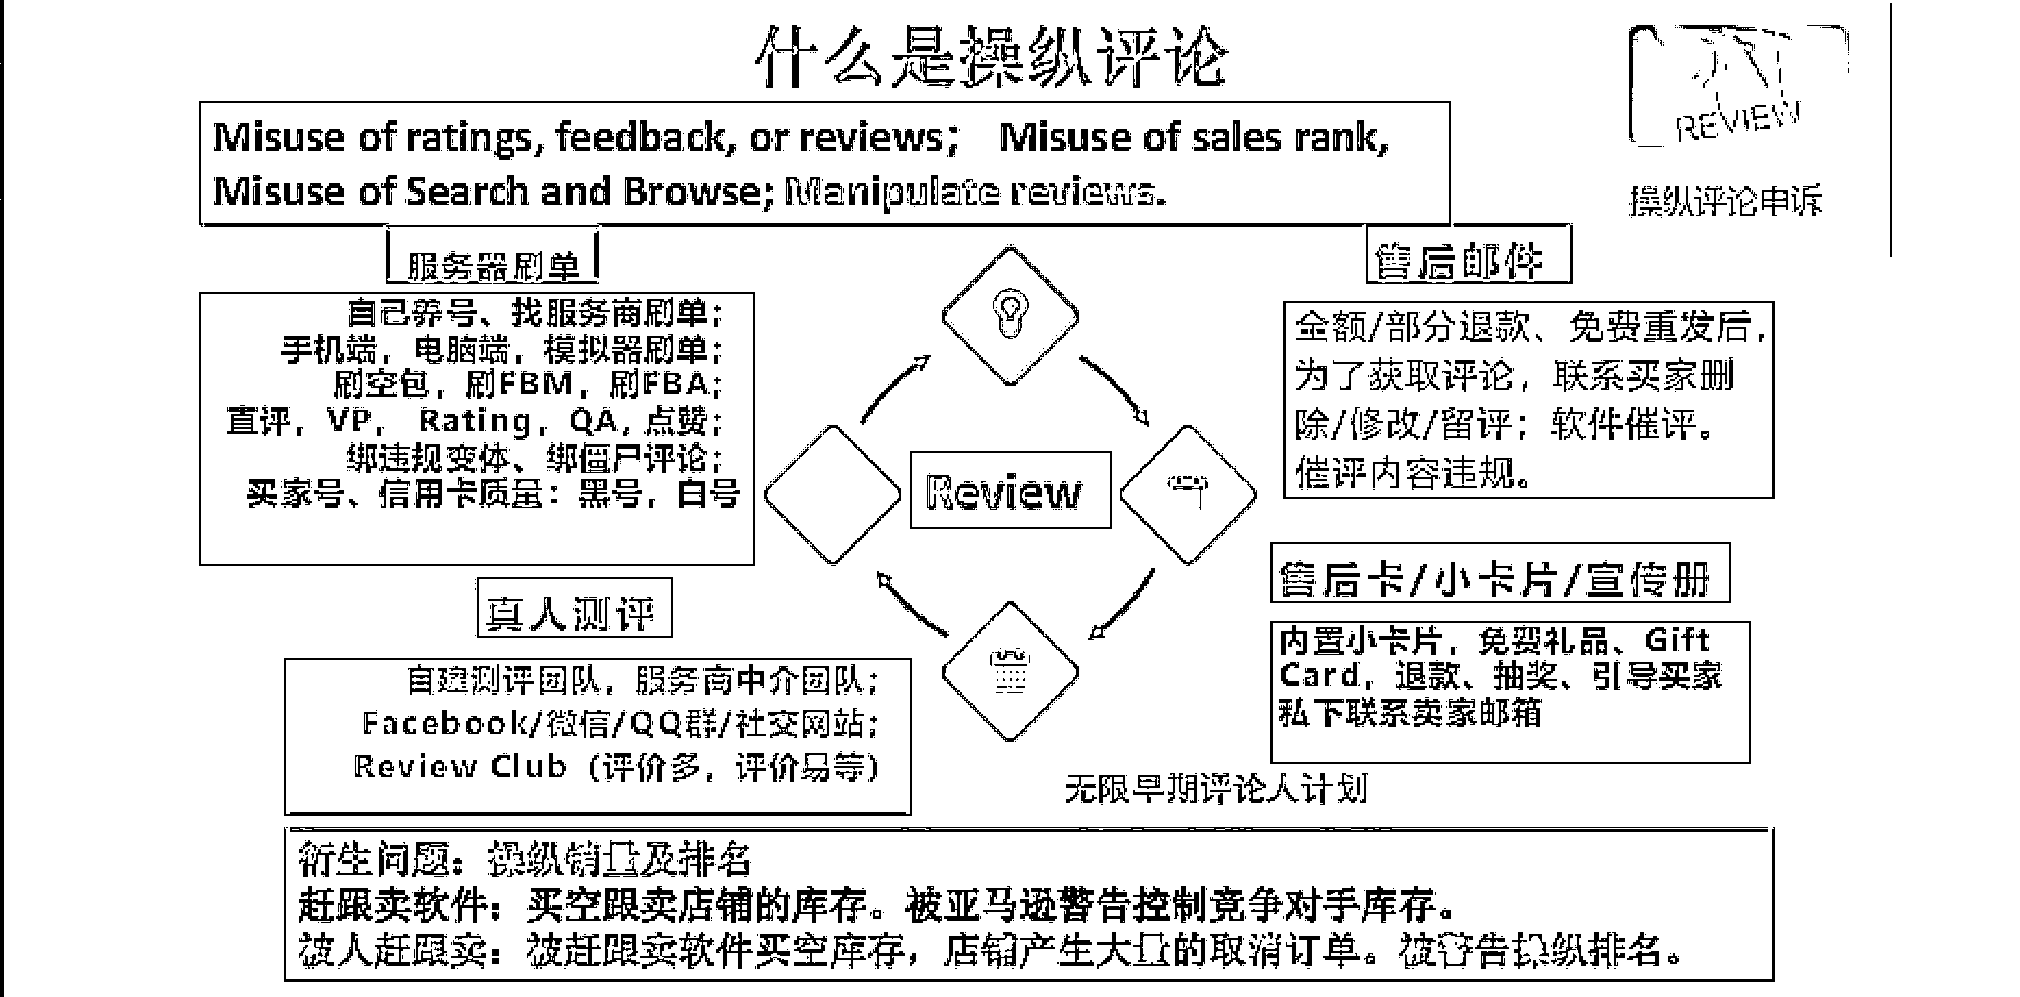 什么是操纵评论
REVIEW
操纵评论申诉
Misuse of ratings, feedback, or reviews； Misuse of sales rank,
Misuse of Search and Browse; Manipulate reviews.
服务器刷单
自己养号、找服务商刷单；
手机端，电脑端，模拟器刷单；
刷空包，刷FBM，刷FBA；
直评，VP， Rating，QA，点赞；
绑违规变体、绑僵尸评论；
买家号、信用卡质量：黑号，白号
售后邮件
金额/部分退款、免费重发后，
为了获取评论，联系买家删
除/修改/留评；软件催评。
催评内容违规。
Review
真人测评
自建测评团队，服务商中介团队；
Facebook/微信/QQ群/社交网站；
Review Club（评价多，评价易等）
售后卡/小卡片/宣传册
内置小卡片，免费礼品、Gift
Card，退款、抽奖、引导买家
私下联系卖家邮箱
无限早期评论人计划
衍生问题：操纵销量及排名
赶跟卖软件：买空跟卖店铺的库存。被亚马逊警告控制竞争对手库存。
被人赶跟卖：被赶跟卖软件买空库存，店铺产生大量的取消订单。被警告操纵排名。